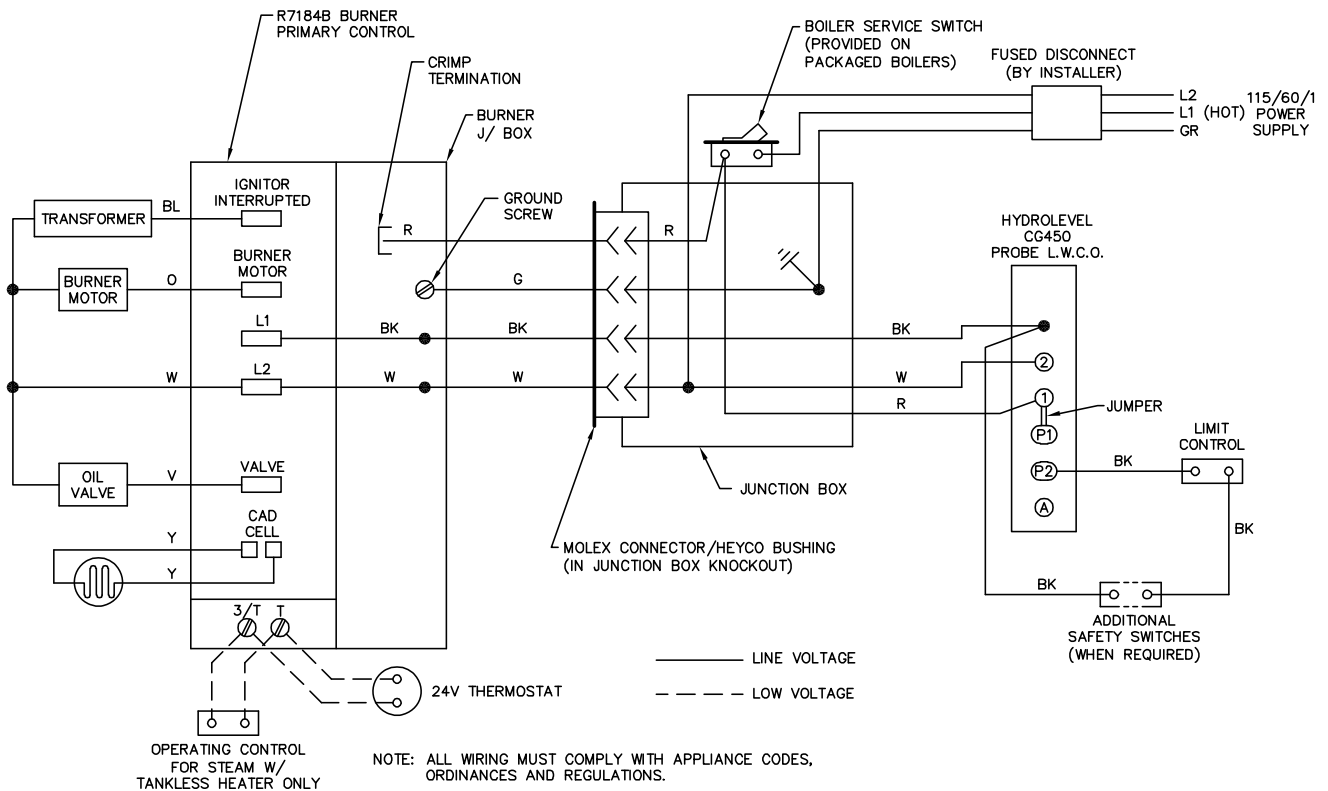 R7184B BURNER
PRIMARY CONTROL
CRIMP
TERMINATION
BURNER
J/ BOX
BOILER SERVICE SWITCH
(PROVIDED ON
PACKAGED BOILERS)
FUSED DISCONNECT
(BY INSTALLER)
L2
L1 (HOT)
GR
115/60/1
POWER
SUPPLY
IGNITOR
INTERRUPTED
TRANSFORMER
BL
GROUND
SCREW
R
R
HYDROLEVEL
CG450
PROBE L.W.C.O.
BURNER
MOTOR
BURNER
MOTOR
O
G
L1
BK
BK
BK
L2
W
W
W
W
R
2
1
P1
P2
A
JUMPER
LIMIT
CONTROL
BK
BK
BK
OIL
VALVE
V
VALVE
JUNCTION BOX
CAD
CELL
Y
Y
MOLEX CONNECTOR/HEYCO BUSHING
(IN JUNCTION BOX KNOCKOUT)
3/T
T
ADDITIONAL
SAFETY SWITCHES
(WHEN REQUIRED)
24V THERMOSTAT
LINE VOLTAGE
LOW VOLTAGE
OPERATING CONTROL
FOR STEAM W/
TANKLESS HEATER ONLY
NOTE: ALL WIRING MUST COMPLY WITH APPLIANCE CODES,
ORDINANCES AND REGULATIONS.